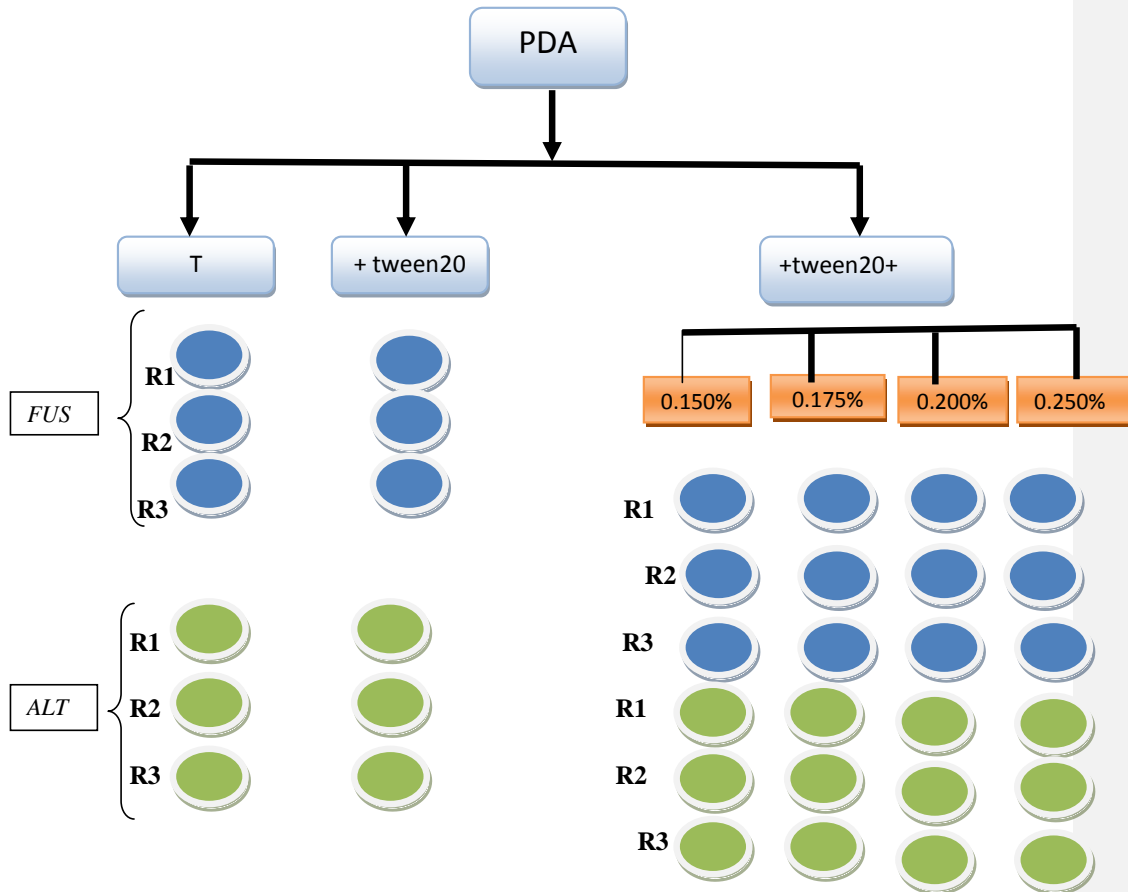 PDA
T
+ tween20
+tween20+
0.150%
0.175%
0.200%
0.250%
FUS
R1
R2
R3
R1
R2
R3
ALT
R1
R2
R3
R1
R2
R3